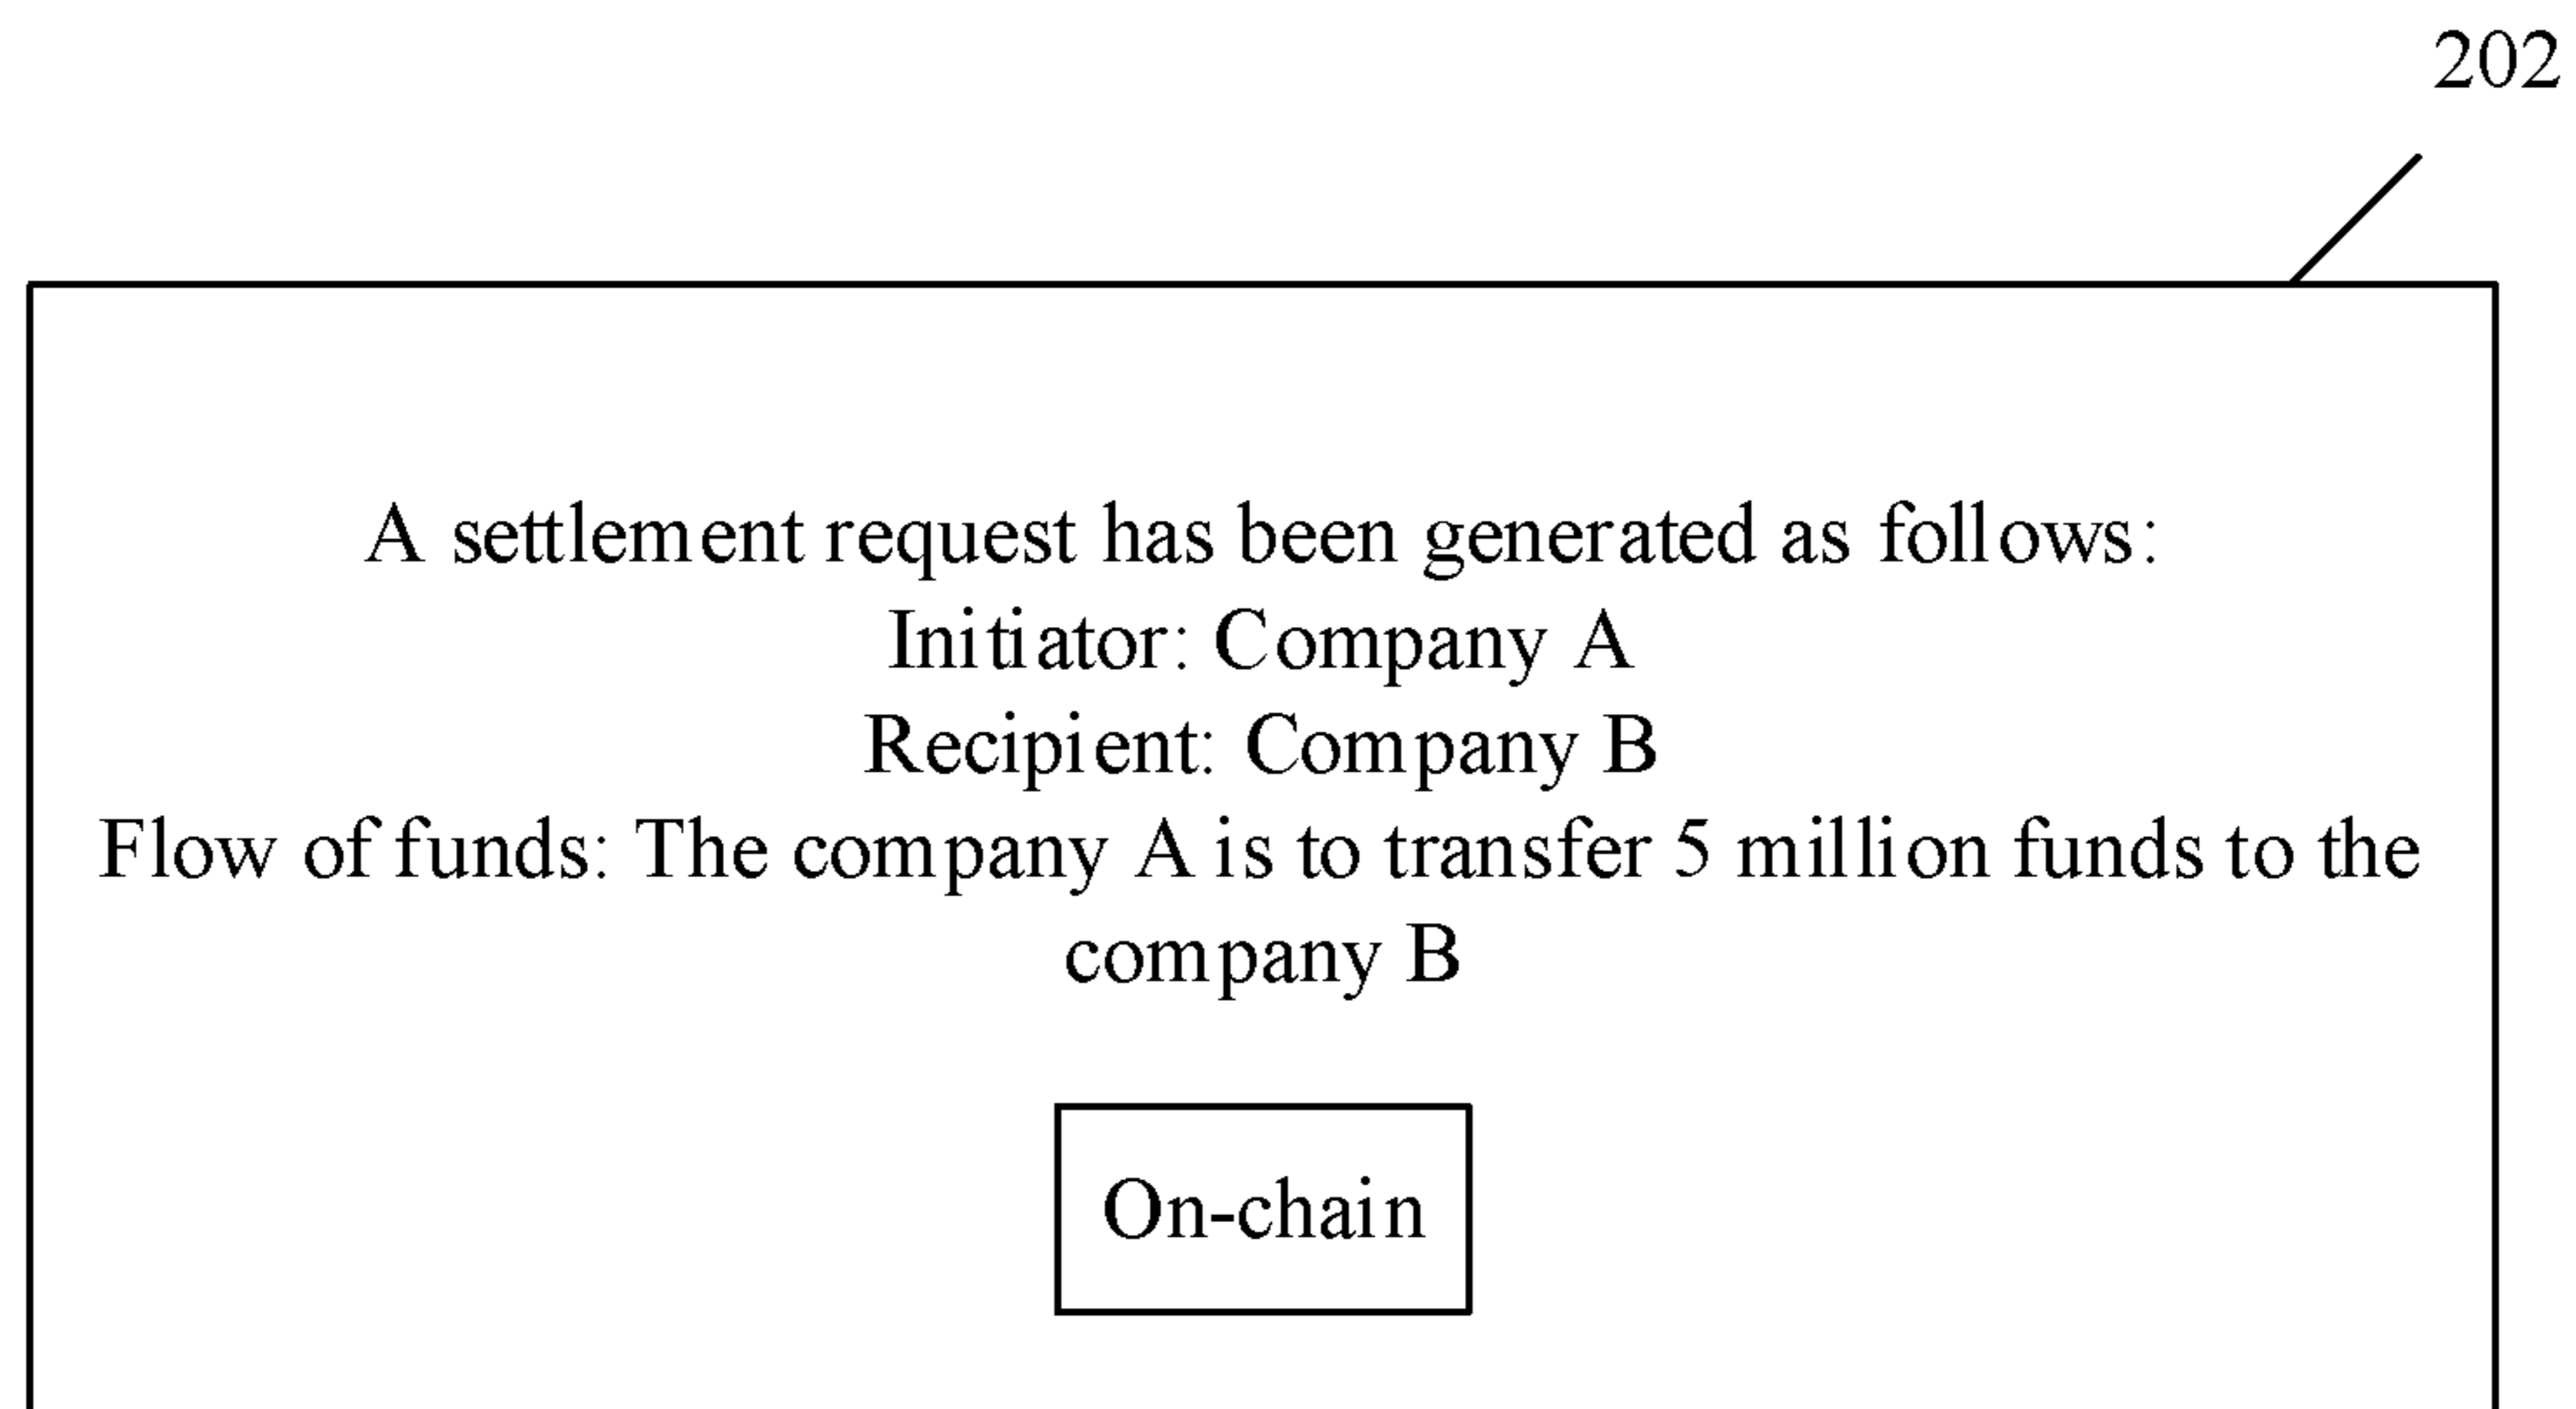 202
A settlement request has been generated as follows:
Initiator: Company A
Recipient: Company B
Flow of funds: The company A is to transfer 5 million funds to the
company B
On-chain